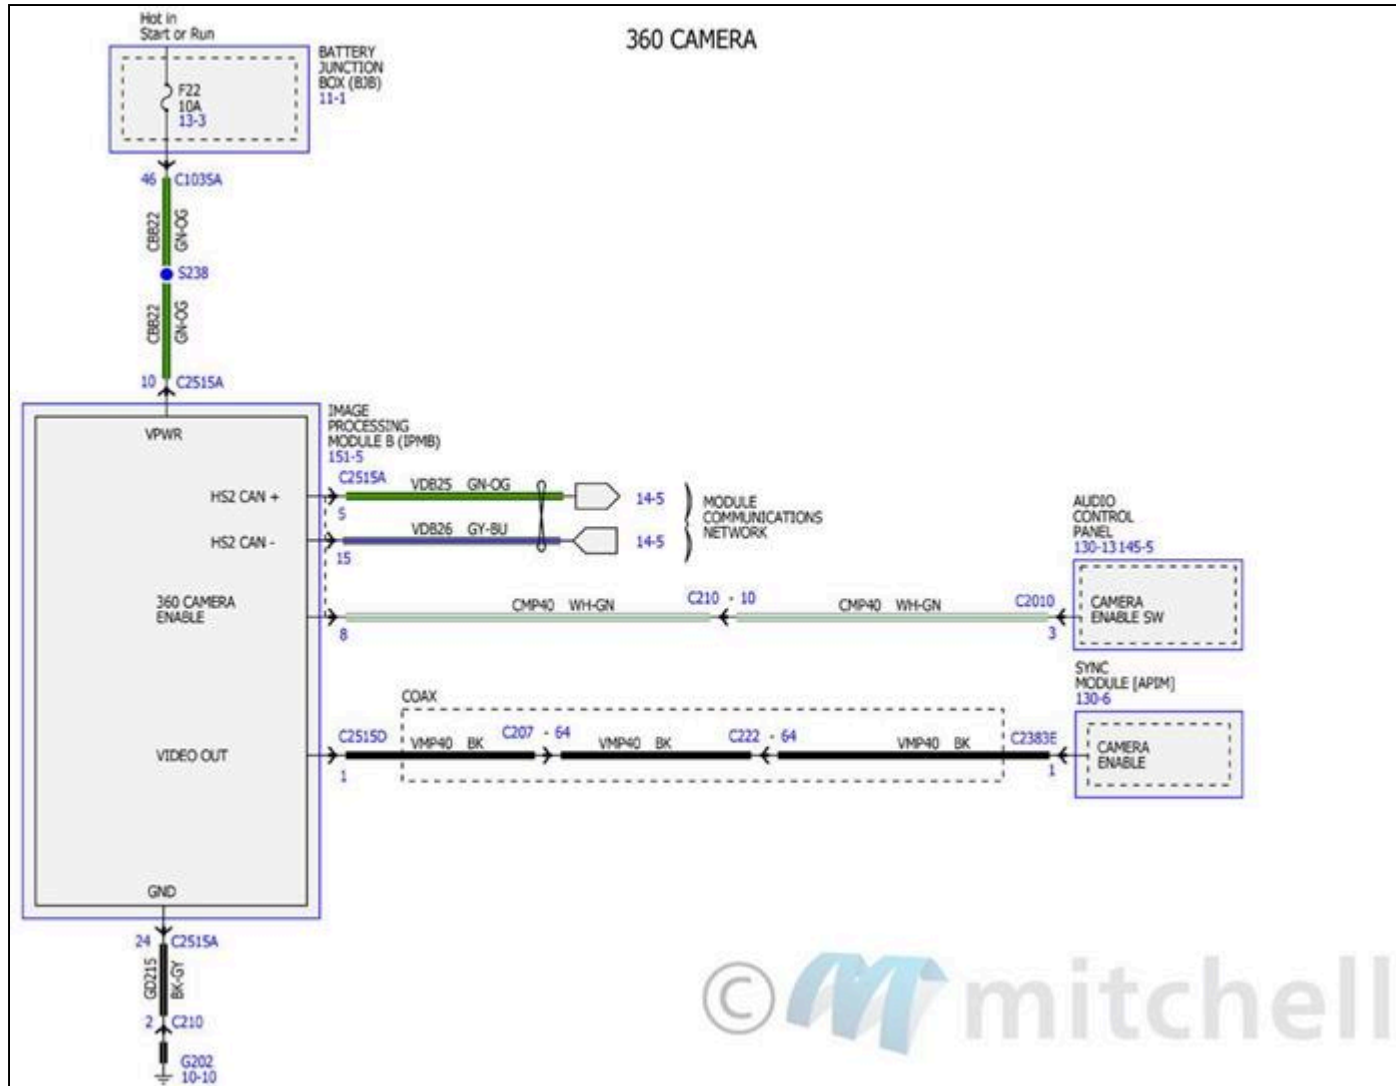 360 CAMERA
Hot in
Start or Run
BATTERY
JUNCTION
BOX (BJB)
11-1
F22
10A
13-3
46 C1035A
CBB22 GN-OG
S238
CBB22 GN-OG
10 C2515A
IMAGE
PROCESSING
MODULE B (IPMB)
151-5
VPWR
C2515A
HS2 CAN +
5
VDB25 GN-OG
14-5
HS2 CAN -
15
VDB26 GY-BU
14-5
MODULE
COMMUNICATIONS
NETWORK
AUDIO
CONTROL
PANEL
130-13 145-5
360 CAMERA
ENABLE
8
CMP40 WH-GN
C210 - 10
CMP40 WH-GN
C2010
3
CAMERA
ENABLE SW
SYNC
MODULE [APIM]
130-6
COAX
VIDEO OUT
C2515D
1
VMP40 BK
C207 - 64
VMP40 BK
C222 - 64
VMP40 BK
C2383E
1
CAMERA
ENABLE
GND
24 C2515A
GD215 BK-GY
2 C210
G202
10-10
© mitchell